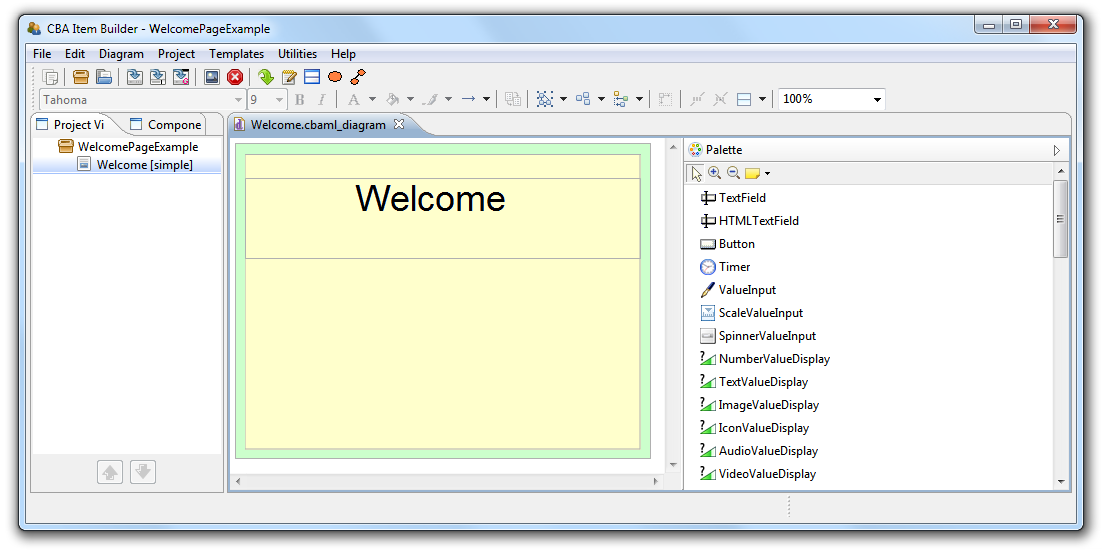 CBA Item Builder - WelcomePageExample
File Edit Diagram Project Templates Utilities Help
Tahoma 9 B I A 100%
Project Vi Compone
WelcomePageExample
Welcome [simple]
Welcome.cbaml_diagram
Welcome
Palette
TextField
HTMLTextField
Button
Timer
ValueInput
ScaleValueInput
SpinnerValueInput
NumberValueDisplay
TextValueDisplay
ImageValueDisplay
IconValueDisplay
AudioValueDisplay
VideoValueDisplay